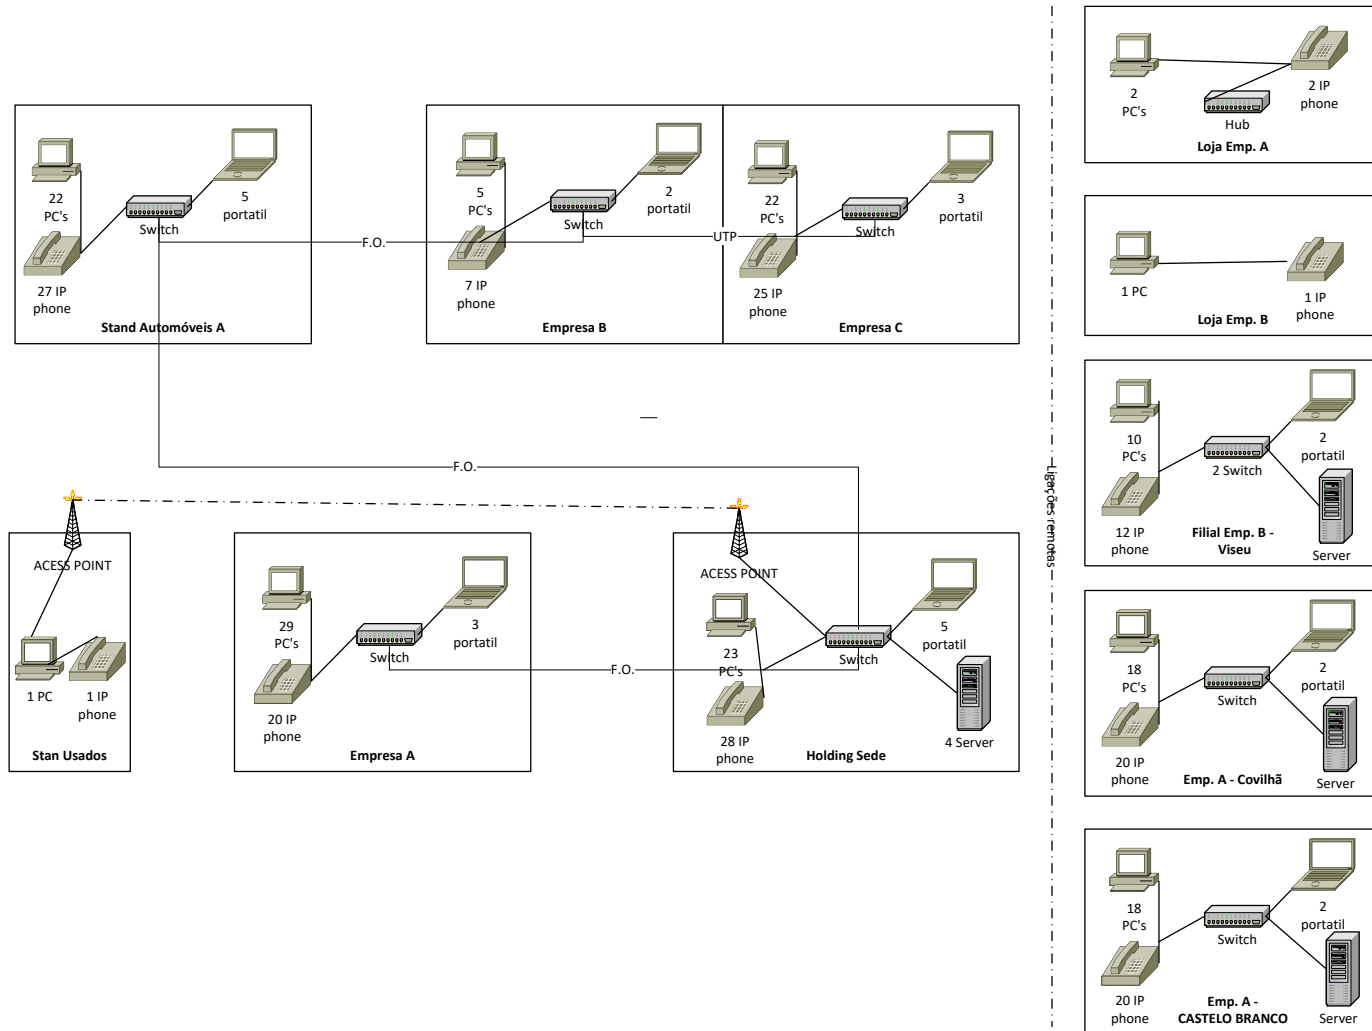 22
PC's
27 IP
phone
Switch
5
portatil
Stand Automóveis A
F.O.
5
PC's
7 IP
phone
Switch
2
portatil
Empresa B
UTP
22
PC's
25 IP
phone
Switch
3
portatil
Empresa C
F.O.
ACESS POINT
1 PC
1 IP
phone
Stan Usados
29
PC's
20 IP
phone
Switch
3
portatil
Empresa A
F.O.
ACESS POINT
23
PC's
28 IP
phone
Switch
5
portatil
4 Server
Holding Sede
Ligações remotas
2
PC's
2 IP
phone
Hub
Loja Emp. A
1 PC
1 IP
phone
Loja Emp. B
10
PC's
12 IP
phone
2 Switch
2
portatil
Server
Filial Emp. B -
Viseu
18
PC's
20 IP
phone
Switch
2
portatil
Server
Emp. A - Covilhã
18
PC's
20 IP
phone
Switch
2
portatil
Server
Emp. A -
CASTELO BRANCO